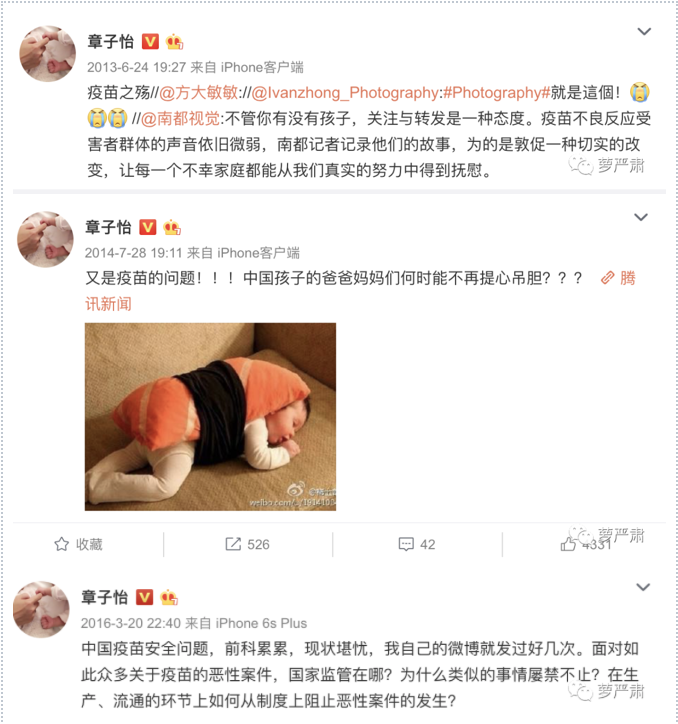 章子怡
2013-6-24 19:27 来自 iPhone客户端
疫苗之殇//@方大敏敏://@Ivanzhong_Photography:#Photography#就是這個！
//@南都视觉:不管你有没有孩子，关注与转发是一种态度。疫苗不良反应受
害者群体的声音依旧微弱，南都记者记录他们的故事，为的是敦促一种切实的改
变，让每一个不幸家庭都能从我们真实的努力中得到抚慰。
萝严肃
章子怡
2014-7-28 19:11 来自 iPhone客户端
又是疫苗的问题！！！中国孩子的爸爸妈妈们何时能不再提心吊胆？？？ 腾
讯新闻
收藏
526
42
4331
萝严肃
章子怡
2016-3-20 22:40 来自 iPhone 6s Plus
中国疫苗安全问题，前科累累，现状堪忧，我自己的微博就发过好几次。面对如
此众多关于疫苗的恶性案件，国家监管在哪？为什么类似的事情屡禁不止？在生
产、流通的环节上如何从制度上阻止恶性案件的发生？
萝严肃